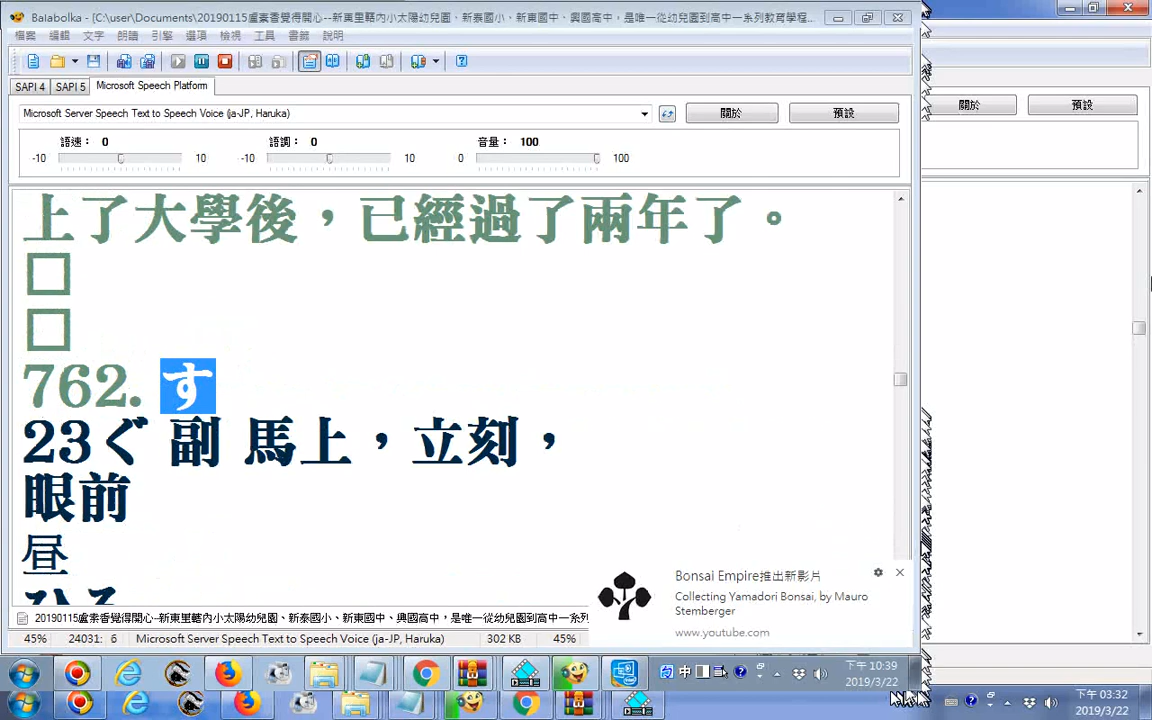 Balabolka - [C:\user\Documents\20190115盧素香覺得開心--新東里轄內小太陽幼兒園、新泰國小、新東國中、興國高中，是唯一從幼兒園到高中一系列教育學程...
檔案 編輯 文字 朗讀 引擎 選項 檢視 工具 書籤 說明
SAPI 4 SAPI 5 Microsoft Speech Platform
Microsoft Server Speech Text to Speech Voice (ja-JP, Haruka) 關於 預設
關於 預設
語速： 0 語調： 0 音量： 100
-10 10 -10 10 0 100
上了大學後，已經過了兩年了。
□
□
762. す
23ぐ 副 馬上，立刻，
眼前
昼
ひる
Bonsai Empire推出新影片
Collecting Yamadori Bonsai, by Mauro
Stemberger
www.youtube.com
20190115盧素香覺得開心--新東里轄內小太陽幼兒園、新泰國小、新東國中、興國高中，是唯一從幼兒園到高中一系列
45% 24031: 6 Microsoft Server Speech Text to Speech Voice (ja-JP, Haruka) 302 KB 45%
中 下午 10:39
2019/3/22
下午 03:32
2019/3/22